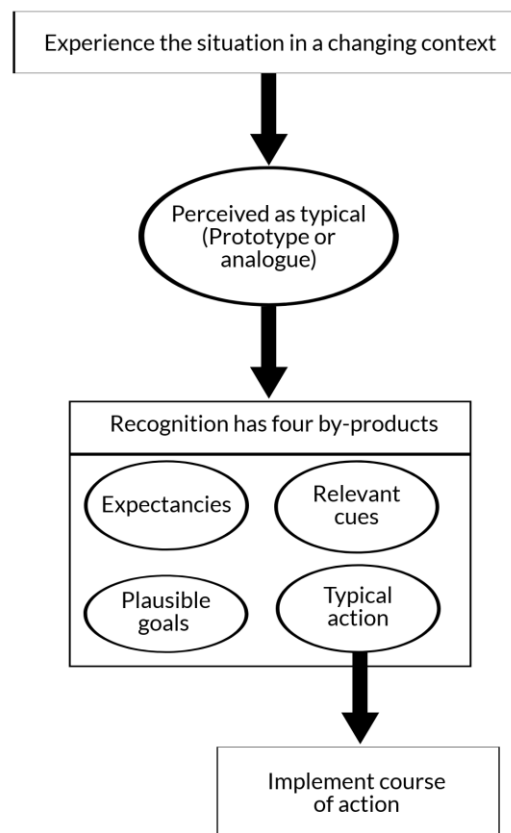 Experience the situation in a changing context
Perceived as typical
(Prototype or
analogue)
Recognition has four by-products
Expectancies
Relevant
cues
Plausible
goals
Typical
action
Implement course
of action